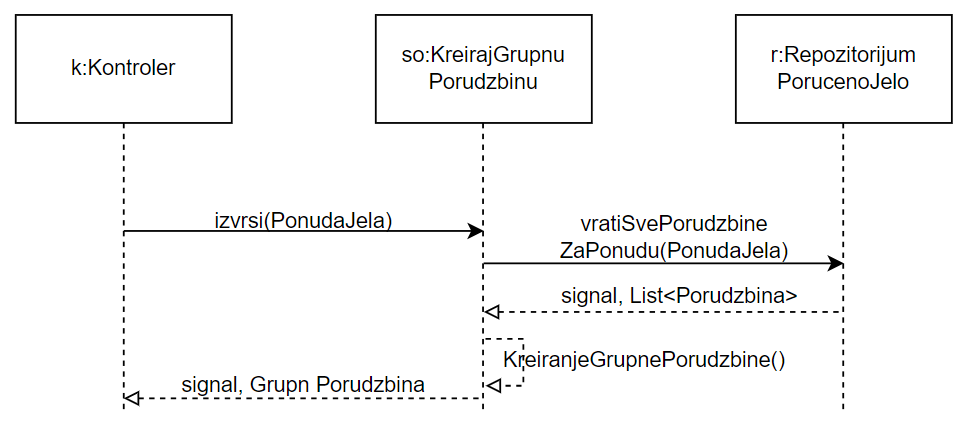 k:Kontroler
so:KreirajGrupnu
Porudzbinu
r:Repozitorijum
PorucenoJelo
izvrsi(PonudaJela)
vratiSvePorudzbine
ZaPonudu(PonudaJela)
signal, List<Porudzbina>
KreiranjeGrupnePorudzbine()
signal, Grupn Porudzbina